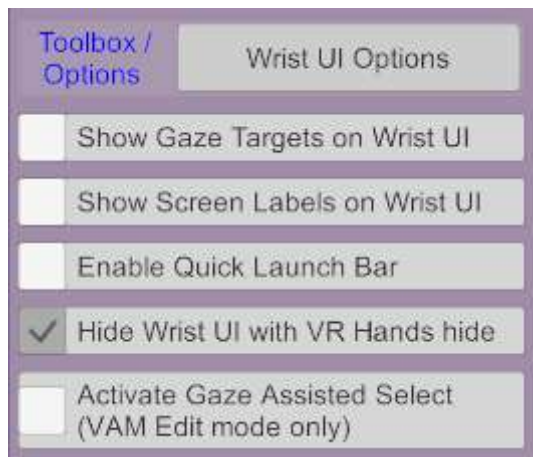 Toolbox /
Options
Wrist UI Options
Show Gaze Targets on Wrist UI
Show Screen Labels on Wrist UI
Enable Quick Launch Bar
Hide Wrist UI with VR Hands hide
Activate Gaze Assisted Select
(VAM Edit mode only)